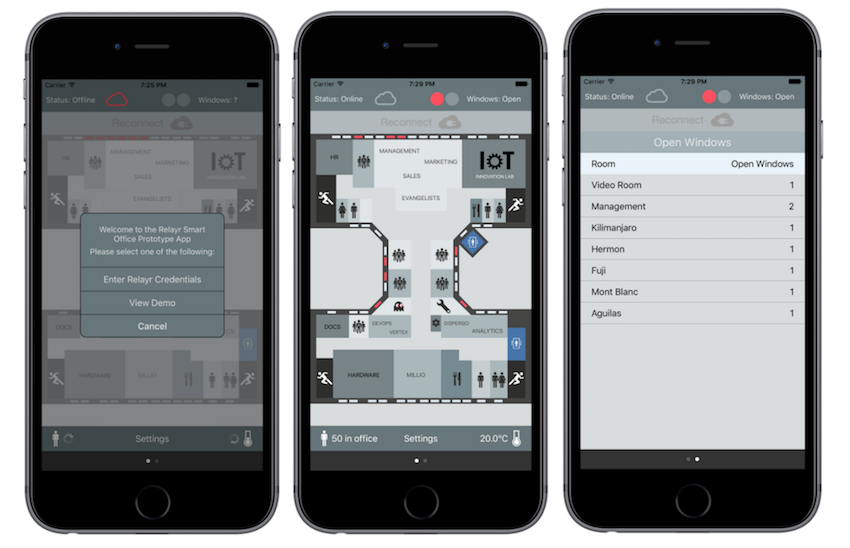 Carrier
7:25 PM
Status: Offline
Windows: ?
Reconnect
HR
MANAGEMENT
MARKETING
SALES
IoT
INNOVATION LAB
EVANGELISTS
Welcome to the Relayr Smart
Office Prototype App
Please select one of the following:
Enter Relayr Credentials
View Demo
Cancel
DOCS
HARDWARE
MILLIO
Settings
Carrier
7:29 PM
Status: Online
Windows: Open
Reconnect
HR
MANAGEMENT
MARKETING
SALES
IoT
INNOVATION LAB
EVANGELISTS
DOCS
DEVOPS
VERTEX
DISPERSO
ANALYTICS
HARDWARE
MILLIO
50 in office
Settings
20.0°C
Carrier
7:29 PM
Status: Online
Windows: Open
Reconnect
Open Windows
Room Open Windows
Video Room 1
Management 2
Kilimanjaro 1
Hermon 1
Fuji 1
Mont Blanc 1
Aguilas 1